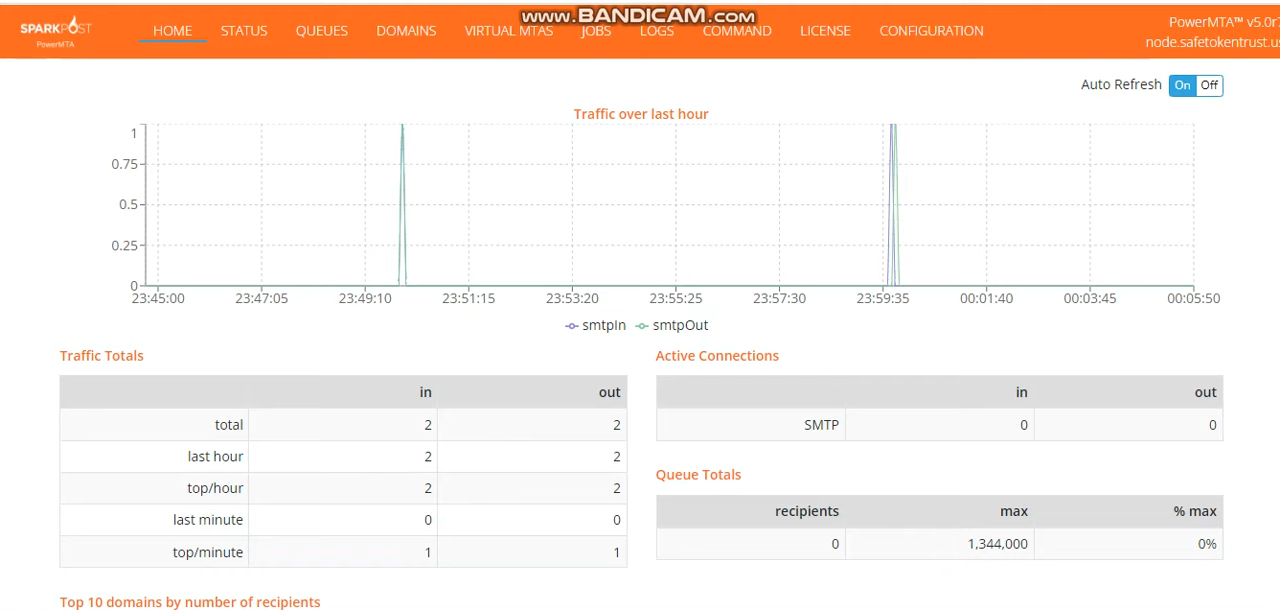 www.BANDICAM.com
SPARKPOST
PowerMTA
HOME STATUS QUEUES DOMAINS VIRTUAL MTAS JOBS LOGS COMMAND LICENSE CONFIGURATION
PowerMTA™ v5.0r
node.safetokentrust.us
Auto Refresh On Off
Traffic over last hour
1
0.75
0.5
0.25
0
23:45:00 23:47:05 23:49:10 23:51:15 23:53:20 23:55:25 23:57:30 23:59:35 00:01:40 00:03:45 00:05:50
smtpIn smtpOut
Traffic Totals
in out
total 2 2
last hour 2 2
top/hour 2 2
last minute 0 0
top/minute 1 1
Active Connections
in out
SMTP 0 0
Queue Totals
recipients max % max
0 1,344,000 0%
Top 10 domains by number of recipients